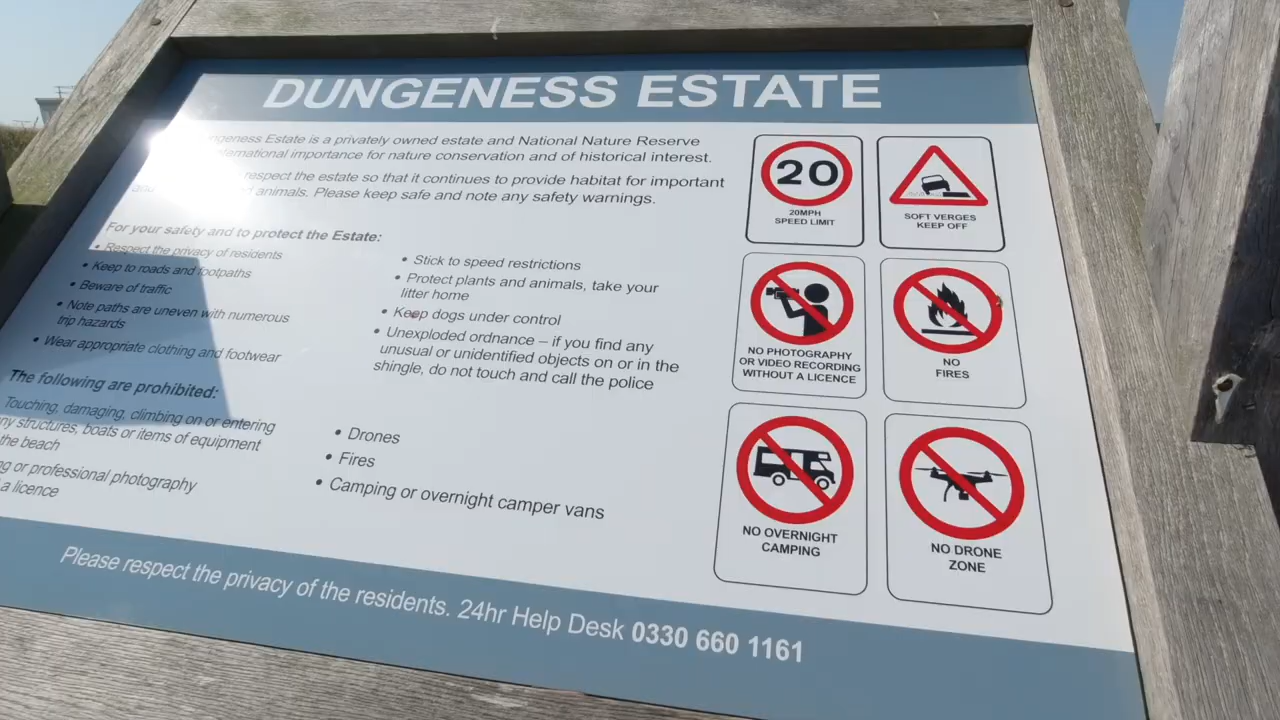 DUNGENESS ESTATE
ngeness Estate is a privately owned estate and National Nature Reserve
international importance for nature conservation and of historical interest.
respect the estate so that it continues to provide habitat for important
and animals. Please keep safe and note any safety warnings.
For your safety and to protect the Estate:
• Respect the privacy of residents
• Keep to roads and footpaths
• Beware of traffic
• Note paths are uneven with numerous
trip hazards
• Wear appropriate clothing and footwear
• Stick to speed restrictions
• Protect plants and animals, take your
litter home
• Keep dogs under control
• Unexploded ordnance – if you find any
unusual or unidentified objects on or in the
shingle, do not touch and call the police
The following are prohibited:
Touching, damaging, climbing on or entering
ny structures, boats or items of equipment
the beach
ng or professional photography
a licence
• Drones
• Fires
• Camping or overnight camper vans
20
20MPH
SPEED LIMIT
SOFT VERGES
KEEP OFF
NO PHOTOGRAPHY
OR VIDEO RECORDING
WITHOUT A LICENCE
NO
FIRES
NO OVERNIGHT
CAMPING
NO DRONE
ZONE
Please respect the privacy of the residents. 24hr Help Desk 0330 660 1161